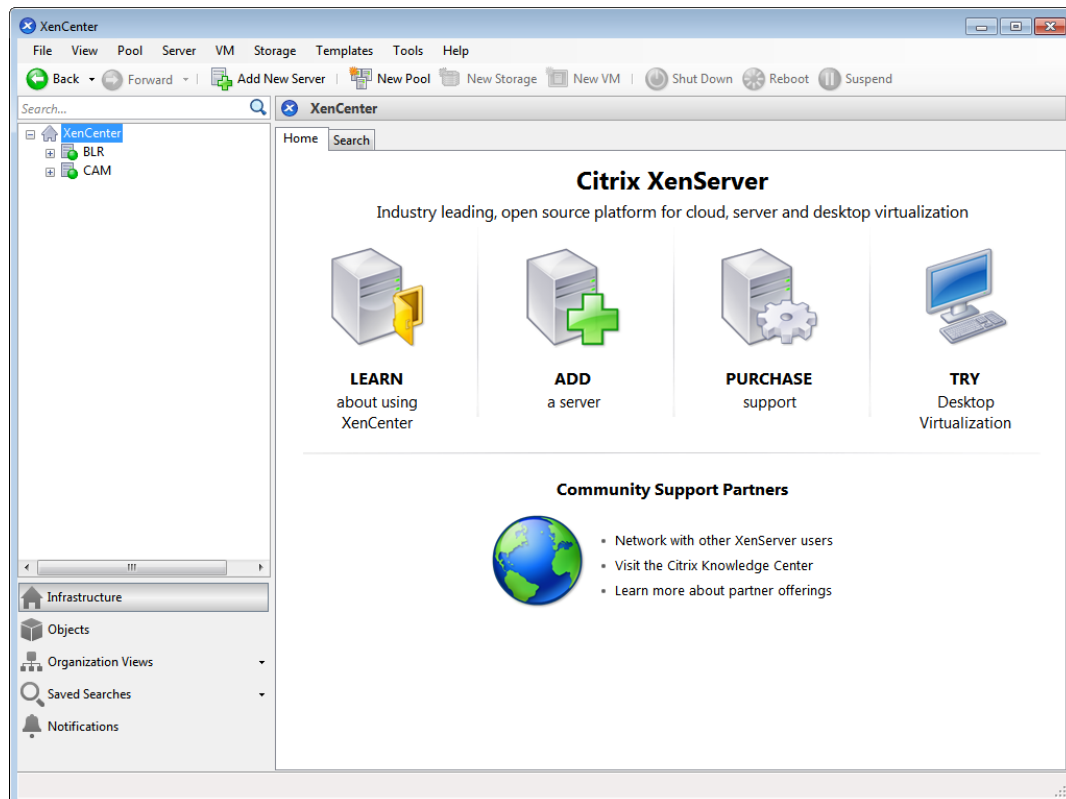 XenCenter
File View Pool Server VM Storage Templates Tools Help
Back Forward Add New Server New Pool New Storage New VM Shut Down Reboot Suspend
Search...
XenCenter
BLR
CAM
Infrastructure
Objects
Organization Views
Saved Searches
Notifications
XenCenter
Home Search
Citrix XenServer
Industry leading, open source platform for cloud, server and desktop virtualization
LEARN
about using
XenCenter
ADD
a server
PURCHASE
support
TRY
Desktop
Virtualization
Community Support Partners
Network with other XenServer users
Visit the Citrix Knowledge Center
Learn more about partner offerings